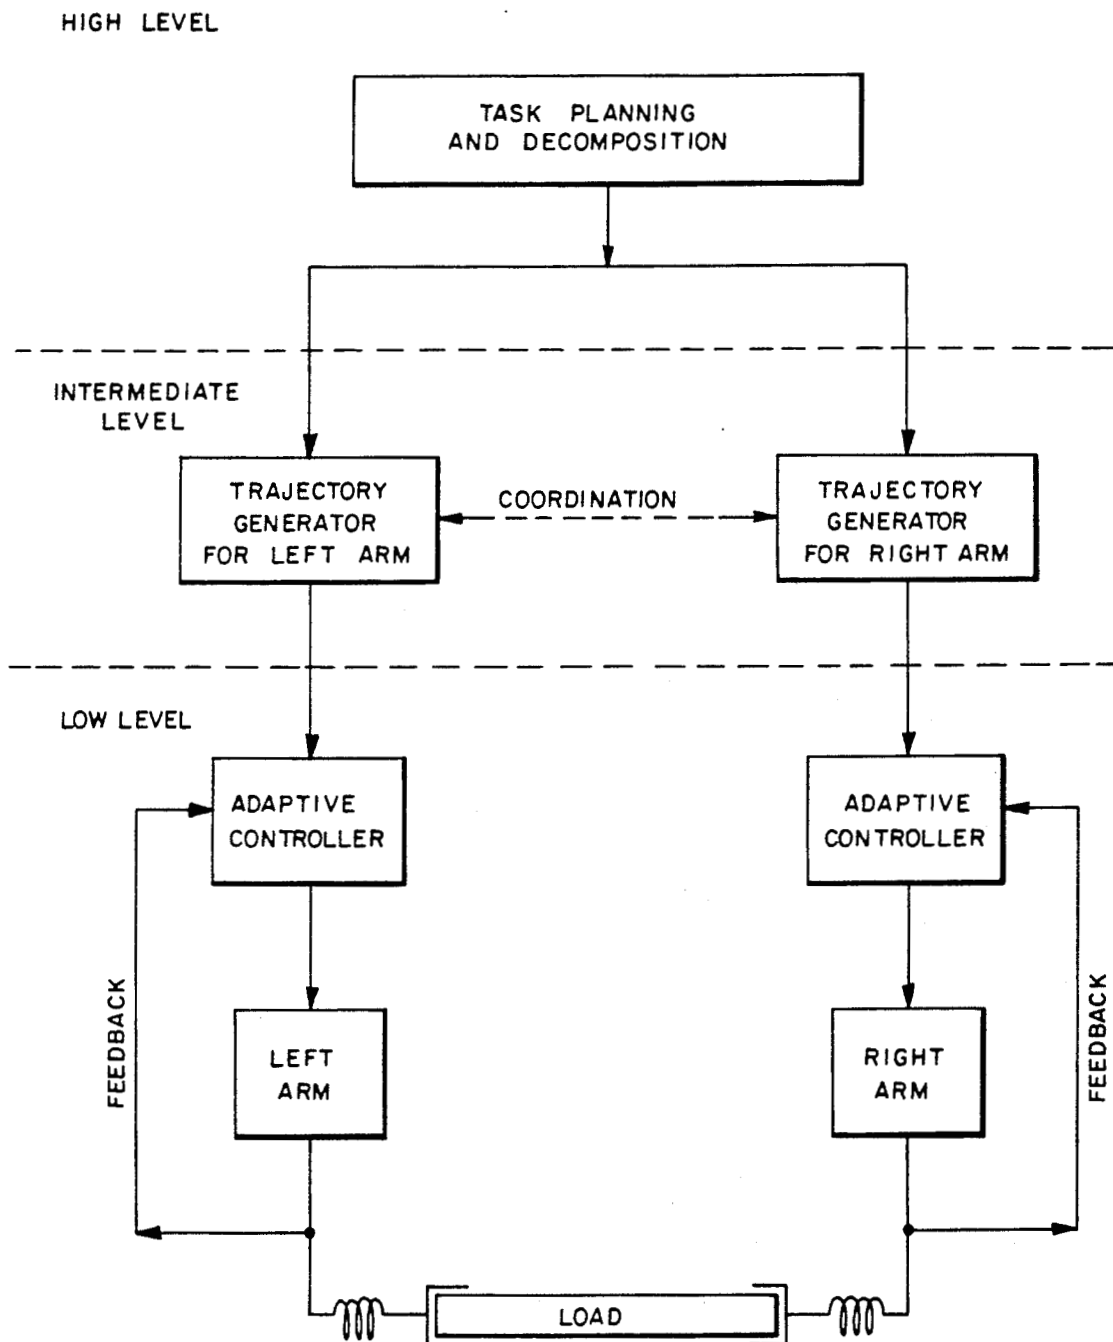 HIGH LEVEL
TASK PLANNING
AND DECOMPOSITION
INTERMEDIATE
LEVEL
TRAJECTORY
GENERATOR
FOR LEFT ARM
COORDINATION
TRAJECTORY
GENERATOR
FOR RIGHT ARM
LOW LEVEL
ADAPTIVE
CONTROLLER
ADAPTIVE
CONTROLLER
FEEDBACK
LEFT
ARM
RIGHT
ARM
FEEDBACK
LOAD